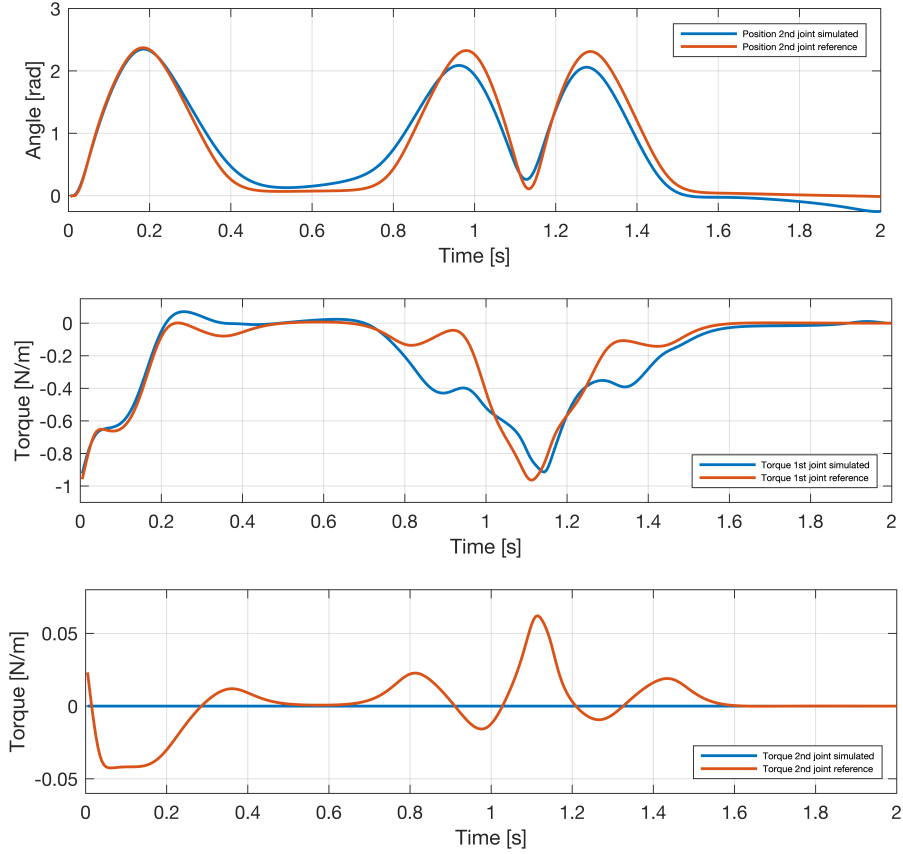 3
2
1
0
Angle [rad]
Position 2nd joint simulated
Position 2nd joint reference
0 0.2 0.4 0.6 0.8 1 1.2 1.4 1.6 1.8 2
Time [s]
0
-0.2
-0.4
-0.6
-0.8
-1
Torque [N/m]
Torque 1st joint simulated
Torque 1st joint reference
0 0.2 0.4 0.6 0.8 1 1.2 1.4 1.6 1.8 2
Time [s]
0.05
0
-0.05
Torque [N/m]
Torque 2nd joint simulated
Torque 2nd joint reference
0 0.2 0.4 0.6 0.8 1 1.2 1.4 1.6 1.8 2
Time [s]